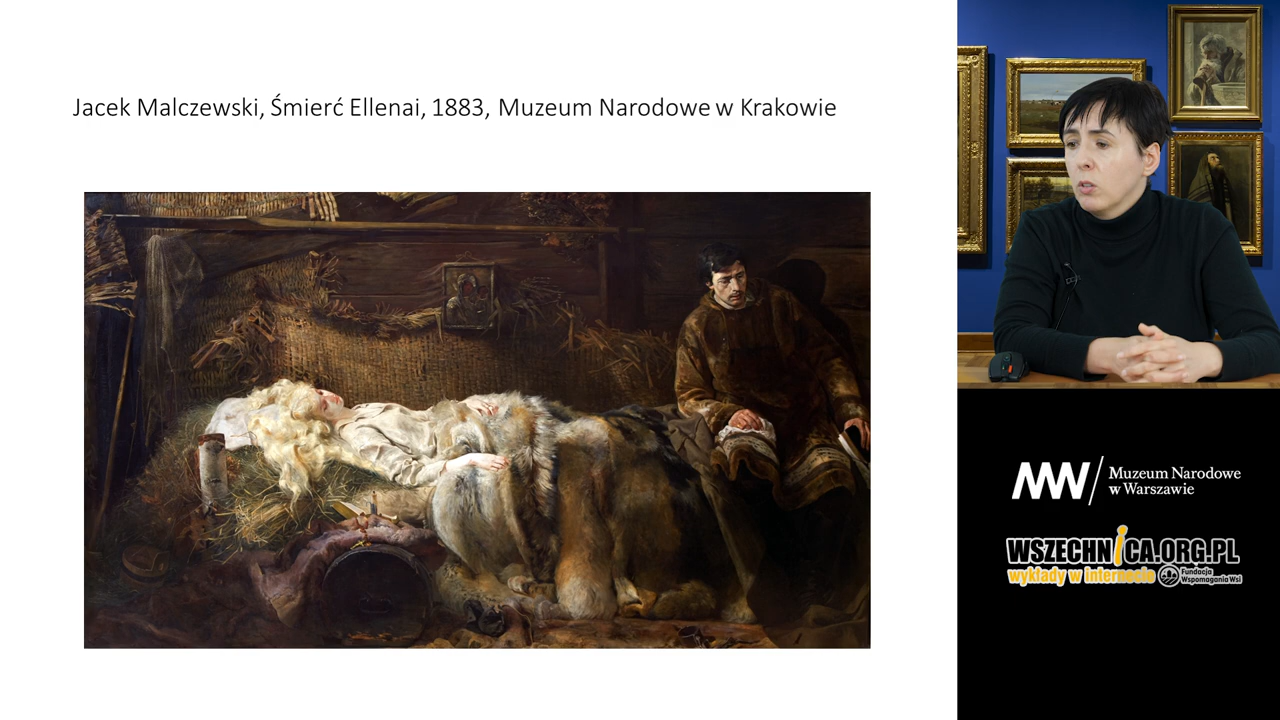 Jacek Malczewski, Śmierć Ellenai, 1883, Muzeum Narodowe w Krakowie
MNW/ Muzeum Narodowe
w Warszawie
WSZECHNICA.ORG.PL
wykłady w internecie
Fundacja
Wspomagania Wsi